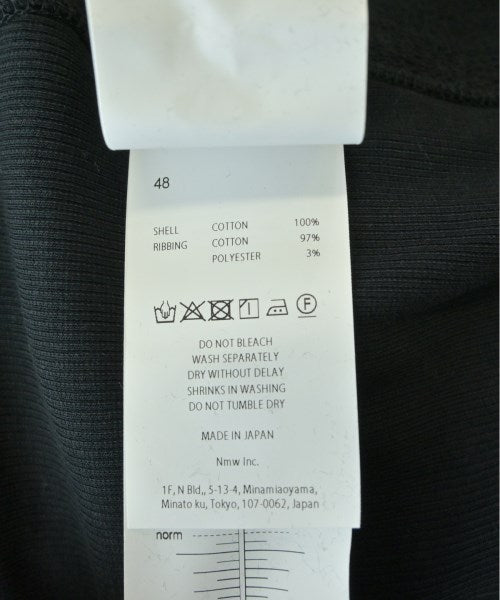 48
SHELL COTTON 100%
RIBBING COTTON 97%
POLYESTER 3%
F
DO NOT BLEACH
WASH SEPARATELY
DRY WITHOUT DELAY
SHRINKS IN WASHING
DO NOT TUMBLE DRY
MADE IN JAPAN
Nmw Inc.
1F, N Bld,, 5-13-4, Minamiaoyama,
Minato ku, Tokyo, 107-0062, Japan
norm